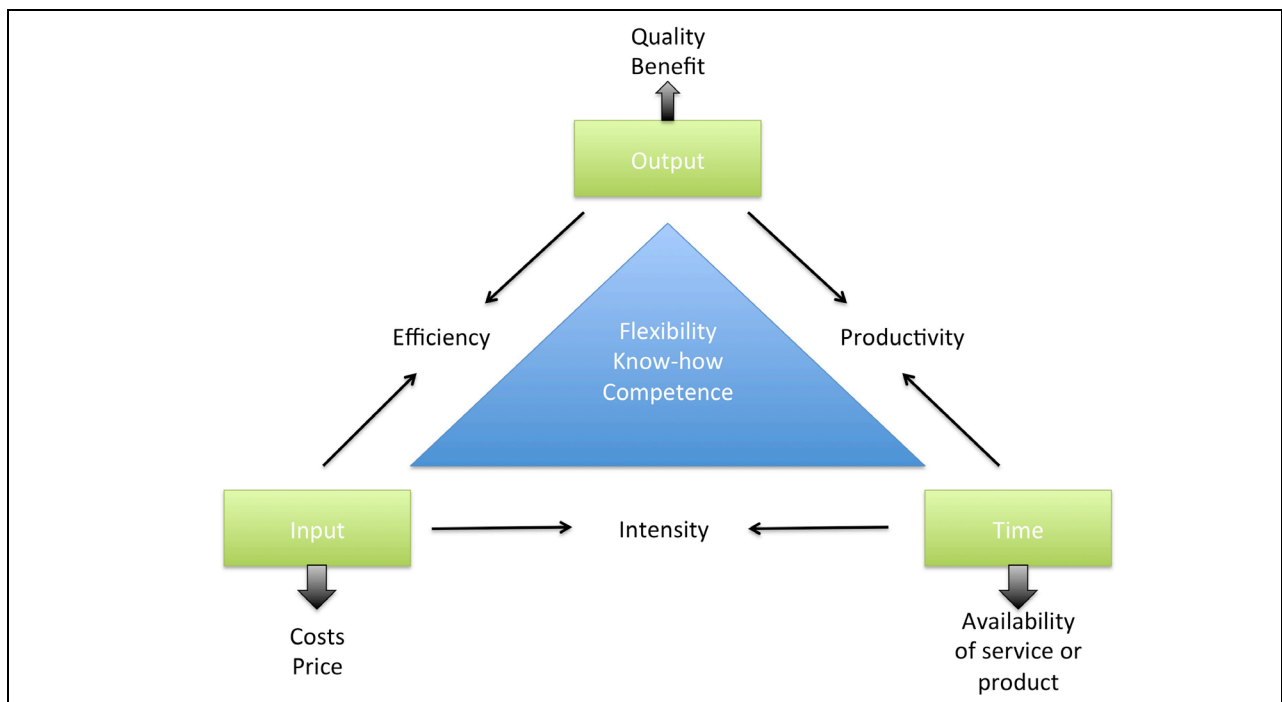 Quality
Benefit
Output
Efficiency
Flexibility
Know-how
Competence
Productivity
Input
Intensity
Time
Costs
Price
Availability
of service or
product